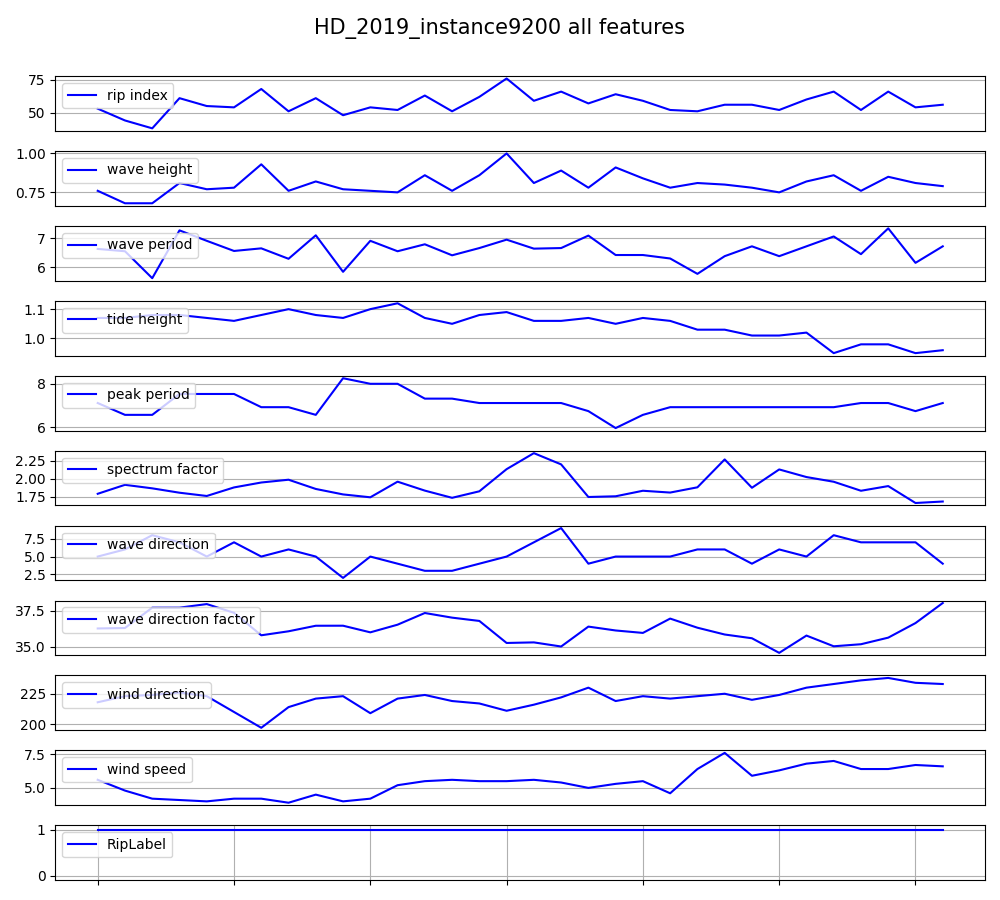 HD_2019_instance9200 all features
75
50
rip index
1.00
0.75
wave height
7
6
wave period
1.1
1.0
tide height
8
6
peak period
2.25
2.00
1.75
spectrum factor
7.5
5.0
2.5
wave direction
37.5
35.0
wave direction factor
225
200
wind direction
7.5
5.0
wind speed
1
0
RipLabel